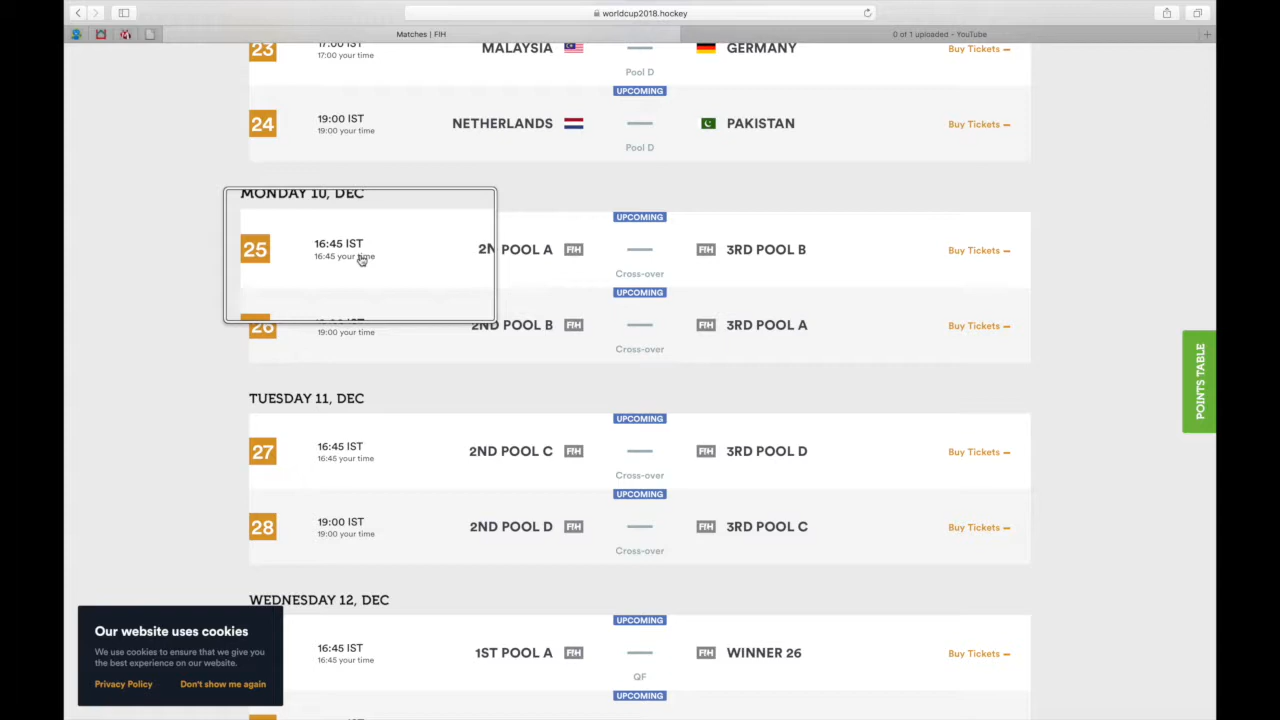 worldcup2018.hockey
Matches | FIH
0 of 1 uploaded - YouTube
23
17:00 IST
17:00 your time
MALAYSIA
GERMANY
Buy Tickets
Pool D
UPCOMING
24
19:00 IST
19:00 your time
NETHERLANDS
PAKISTAN
Buy Tickets
Pool D
MONDAY 10, DEC
UPCOMING
25
16:45 IST
16:45 your time
2N POOL A
FIH
FIH
3RD POOL B
Buy Tickets
Cross-over
UPCOMING
26
19:00 your time
2ND POOL B
FIH
FIH
3RD POOL A
Buy Tickets
Cross-over
TUESDAY 11, DEC
UPCOMING
27
16:45 IST
16:45 your time
2ND POOL C
FIH
FIH
3RD POOL D
Buy Tickets
Cross-over
UPCOMING
28
19:00 IST
19:00 your time
2ND POOL D
FIH
FIH
3RD POOL C
Buy Tickets
Cross-over
WEDNESDAY 12, DEC
UPCOMING
16:45 IST
16:45 your time
1ST POOL A
FIH
FIH
WINNER 26
Buy Tickets
QF
UPCOMING
POINTS TABLE
Our website uses cookies
We use cookies to ensure that we give you
the best experience on our website.
Privacy Policy
Don't show me again